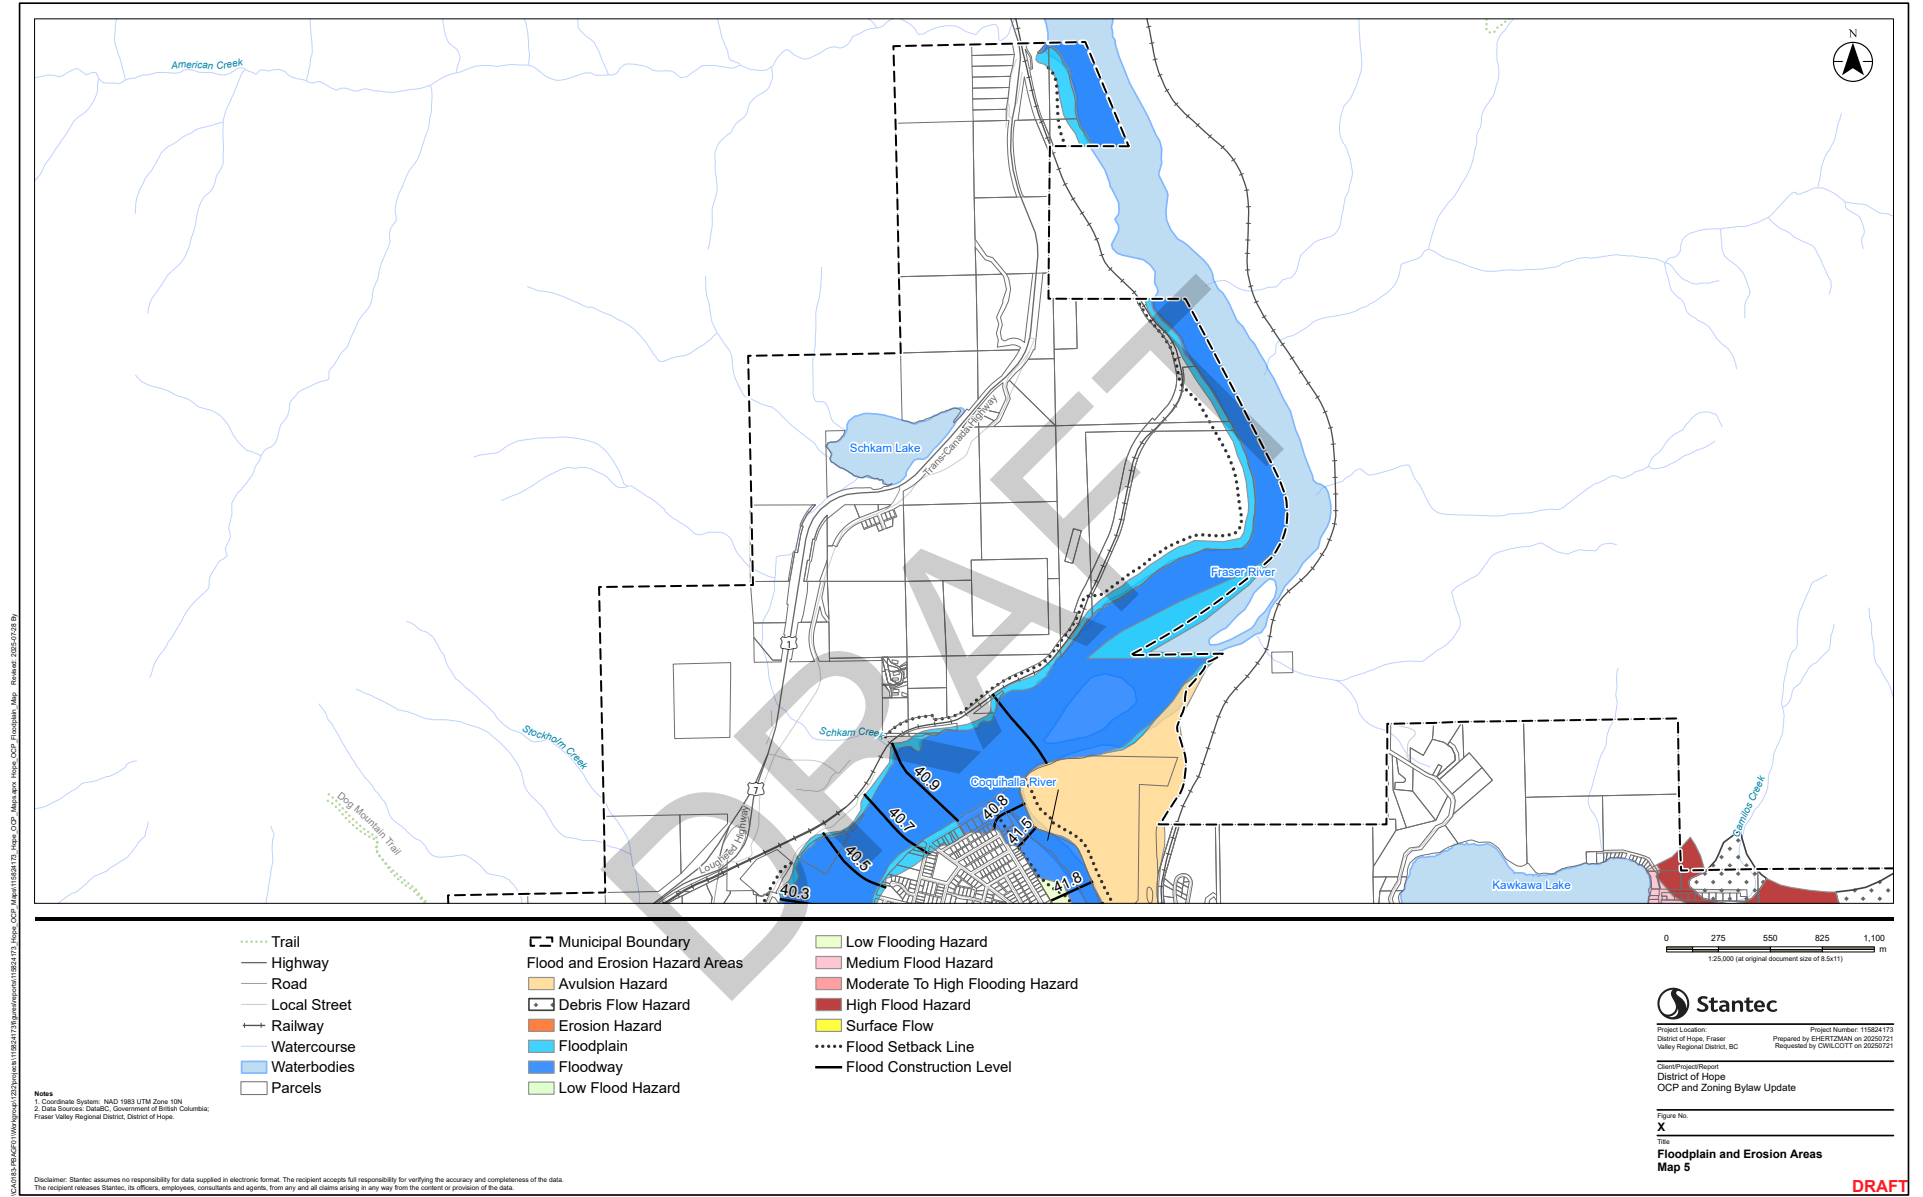 American Creek
N
Schkam Lake
Trans-Canada Highway
Fraser River
1
Schkam Creek
Stockholm Creek
7
Dog Mountain Trail
Lougheed Highway
Coquihalla River
40.9
40.8
40.7
41.5
40.5
41.8
40.3
Gamilos Creek
Kawkawa Lake
DRAFT
Trail
Highway
Road
Local Street
Railway
Watercourse
Waterbodies
Parcels
Municipal Boundary
Flood and Erosion Hazard Areas
Avulsion Hazard
Debris Flow Hazard
Erosion Hazard
Floodplain
Floodway
Low Flood Hazard
Low Flooding Hazard
Medium Flood Hazard
Moderate To High Flooding Hazard
High Flood Hazard
Surface Flow
Flood Setback Line
Flood Construction Level
0 275 550 825 1,100
m
1:25,000 (at original document size of 8.5x11)
Stantec
Project Location:
District of Hope, Fraser
Valley Regional District, BC
Project Number: 115824173
Prepared by EHERTZMAN on 20250721
Requested by CWILCOTT on 20250721
Client/Project/Report
District of Hope
OCP and Zoning Bylaw Update
Figure No.
X
Title
Floodplain and Erosion Areas
Map 5
DRAFT
Notes
1. Coordinate System: NAD 1983 UTM Zone 10N
2. Data Sources: DataBC, Government of British Columbia;
Fraser Valley Regional District, District of Hope.
Disclaimer: Stantec assumes no responsibility for data supplied in electronic format. The recipient accepts full responsibility for verifying the accuracy and completeness of the data.
The recipient releases Stantec, its officers, employees, consultants and agents, from any and all claims arising in any way from the content or provision of the data.
Revised: 2025-07-28 By